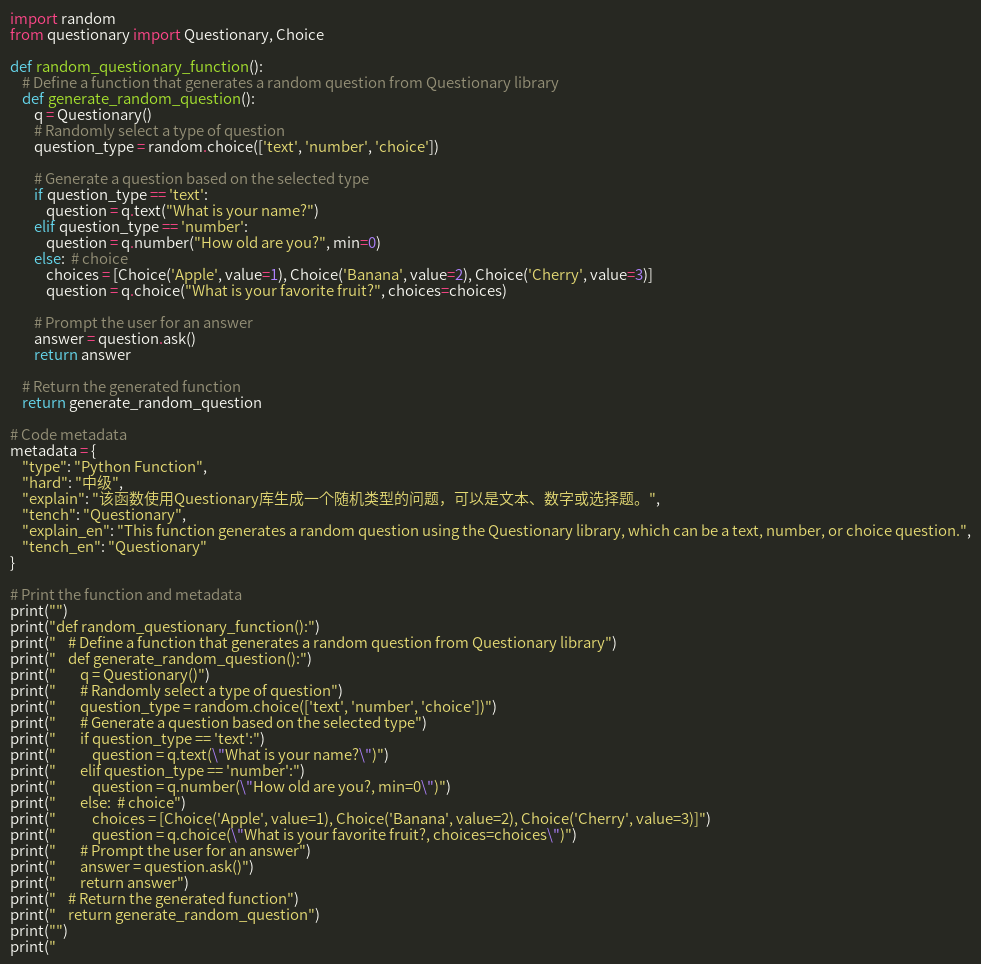 import random
from questionary import Questionary, Choice

def random_questionary_function():
    # Define a function that generates a random question from Questionary library
    def generate_random_question():
        q = Questionary()
        # Randomly select a type of question
        question_type = random.choice(['text', 'number', 'choice'])

        # Generate a question based on the selected type
        if question_type == 'text':
            question = q.text("What is your name?")
        elif question_type == 'number':
            question = q.number("How old are you?", min=0)
        else:  # choice
            choices = [Choice('Apple', value=1), Choice('Banana', value=2), Choice('Cherry', value=3)]
            question = q.choice("What is your favorite fruit?", choices=choices)

        # Prompt the user for an answer
        answer = question.ask()
        return answer

    # Return the generated function
    return generate_random_question

# Code metadata
metadata = {
    "type": "Python Function",
    "hard": "中级",
    "explain": "该函数使用Questionary库生成一个随机类型的问题，可以是文本、数字或选择题。",
    "tench": "Questionary",
    "explain_en": "This function generates a random question using the Questionary library, which can be a text, number, or choice question.",
    "tench_en": "Questionary"
}

# Print the function and metadata
print("")
print("def random_questionary_function():")
print("    # Define a function that generates a random question from Questionary library")
print("    def generate_random_question():")
print("        q = Questionary()")
print("        # Randomly select a type of question")
print("        question_type = random.choice(['text', 'number', 'choice'])")
print("        # Generate a question based on the selected type")
print("        if question_type == 'text':")
print("            question = q.text(\"What is your name?\")")
print("        elif question_type == 'number':")
print("            question = q.number(\"How old are you?, min=0\")")
print("        else:  # choice")
print("            choices = [Choice('Apple', value=1), Choice('Banana', value=2), Choice('Cherry', value=3)]")
print("            question = q.choice(\"What is your favorite fruit?, choices=choices\")")
print("        # Prompt the user for an answer")
print("        answer = question.ask()")
print("        return answer")
print("    # Return the generated function")
print("    return generate_random_question")
print("")
print("